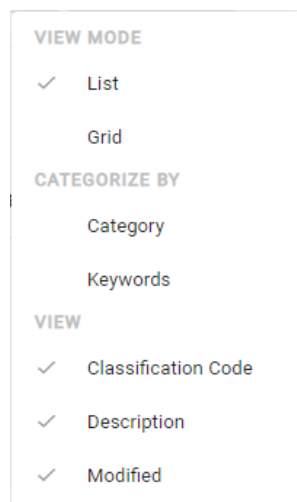 VIEW MODE
List
Grid
CATEGORIZE BY
Category
Keywords
VIEW
Classification Code
Description
Modified